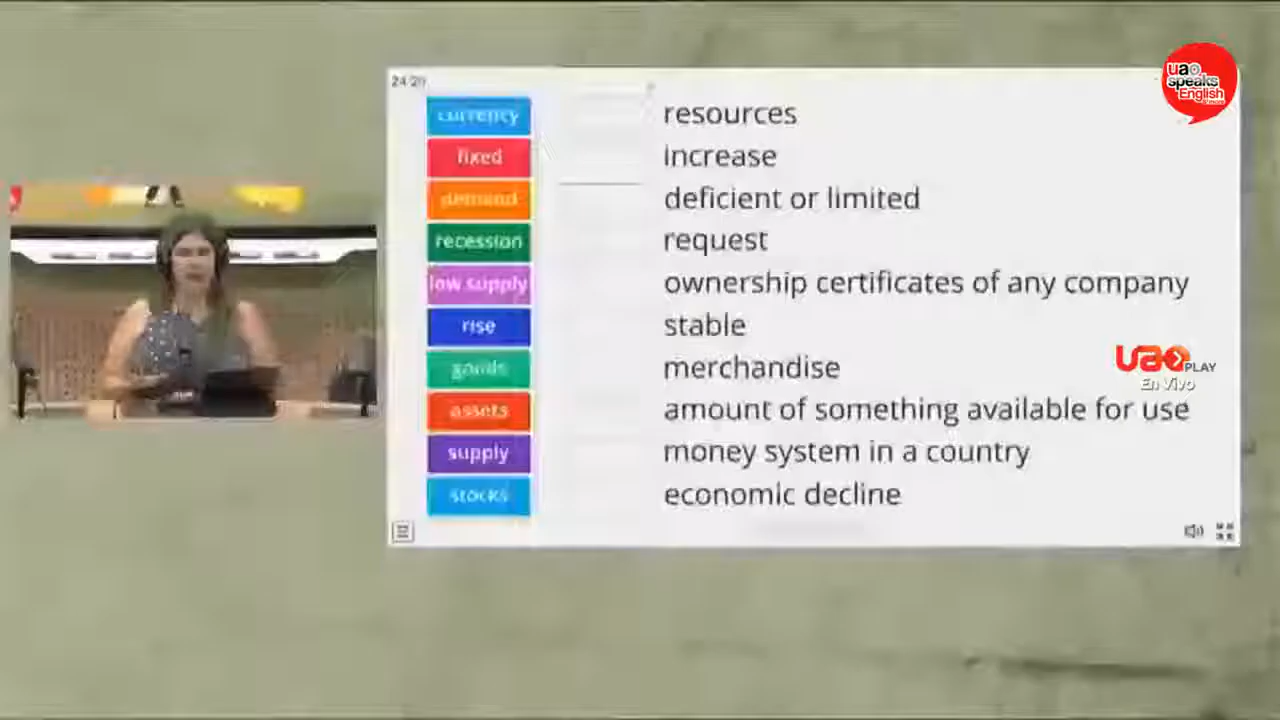 uao
speaks
English
24:20
currency
resources
fixed
increase
demand
deficient or limited
recession
request
low supply
ownership certificates of any company
rise
stable
goods
merchandise
assets
amount of something available for use
supply
money system in a country
stocks
economic decline
uao PLAY
En Vivo